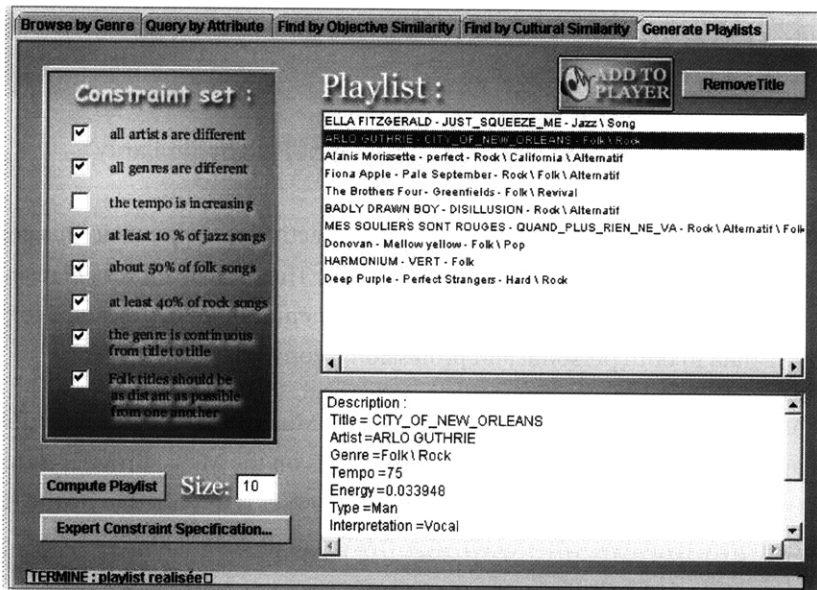 Browse by Genre Query by Attribute Find by Objective Similarity Find by Cultural Similarity Generate Playlists
Constraint set :
all artists are different
all genres are different
the tempo is increasing
at least 10 % of jazz songs
about 50% of folk songs
at least 40% of rock songs
the genre is continuous
from title to title
Folk titles should be
as distant as possible
from one another
Compute Playlist Size: 10
Expert Constraint Specification...
Playlist :
ADD TO
PLAYER
RemoveTitle
ELLA FITZGERALD - JUST_SQUEEZE_ME - Jazz \ Song
ARLO GUTHRIE - CITY_OF_NEW_ORLEANS - Folk \ Rock
Alanis Morissette - perfect - Rock \ California \ Alternatif
Fiona Apple - Pale September - Rock \ Folk \ Alternatif
The Brothers Four - Greenfields - Folk \ Revival
BADLY DRAWN BOY - DISILLUSION - Rock \ Alternatif
MES SOULIERS SONT ROUGES - QUAND_PLUS_RIEN_NE_VA - Rock \ Alternatif \ Folk
Donovan - Mellow yellow - Folk \ Pop
HARMONIUM - VERT - Folk
Deep Purple - Perfect Strangers - Hard \ Rock
Description :
Title = CITY_OF_NEW_ORLEANS
Artist =ARLO GUTHRIE
Genre =Folk \ Rock
Tempo =75
Energy =0.033948
Type =Man
Interpretation =Vocal
TERMINE : playlist realisée